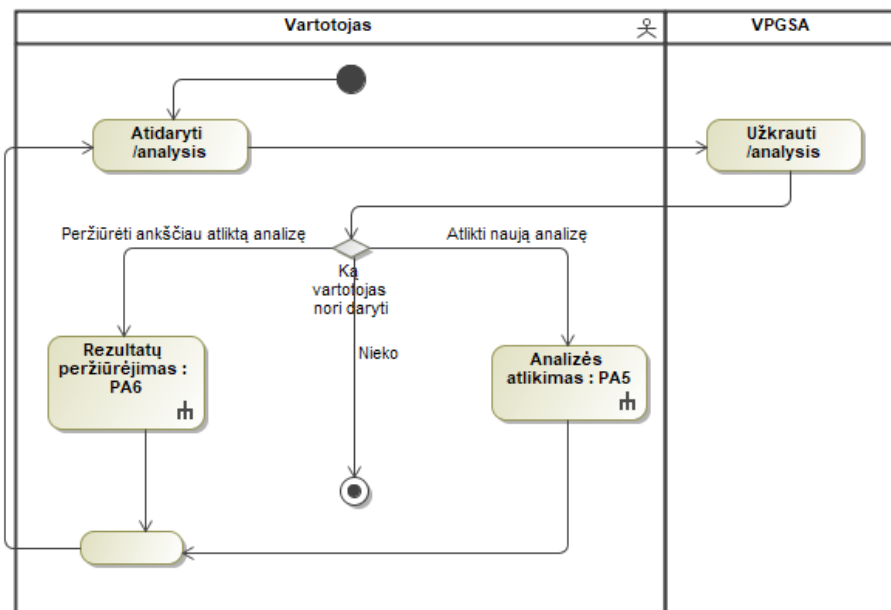 Vartotojas
VPGSA
Atidaryti
/analysis
Užkrauti
/analysis
Peržiūrėti ankščiau atliktą analizę
Atlikti naują analizę
Ką
vartotojas
nori daryti
Nieko
Rezultatų
peržiūrėjimas :
PA6
Analizės
atlikimas : PA5